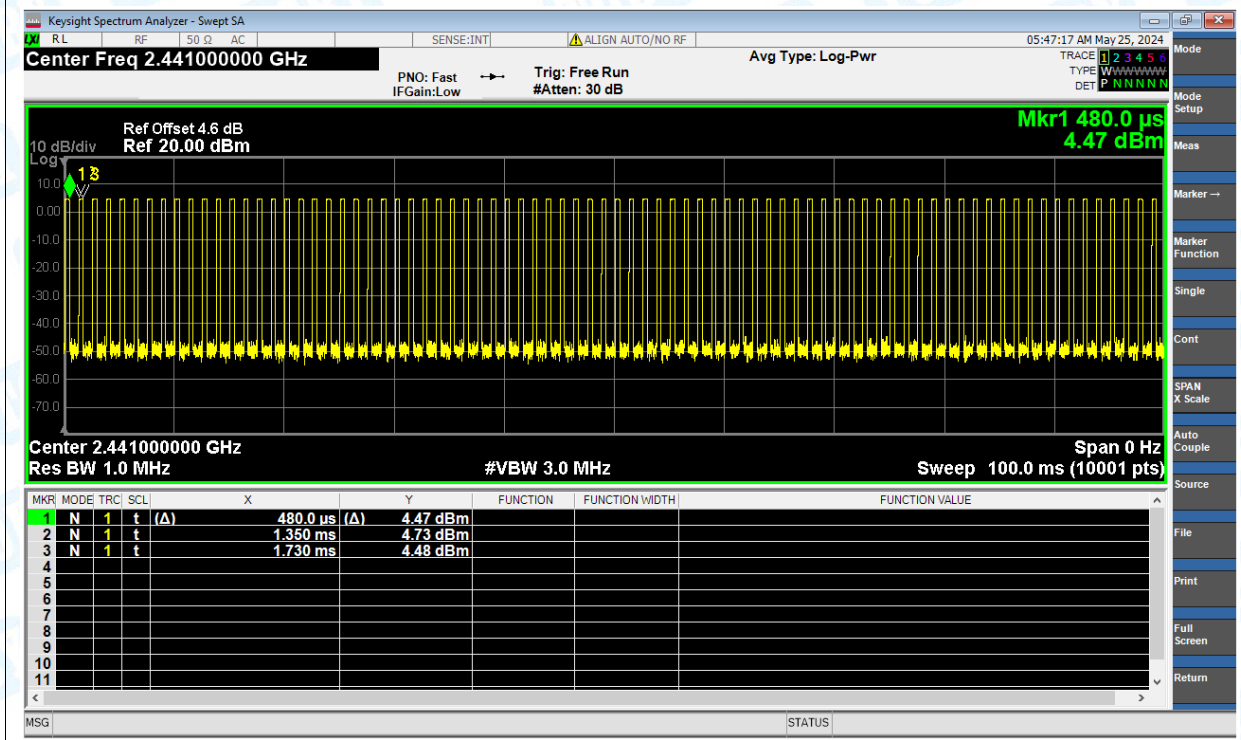 Keysight Spectrum Analyzer - Swept SA
LXI RL RF 50 Ω AC SENSE:INT ALIGN AUTO/NO RF 05:47:17 AM May 25, 2024
Center Freq 2.441000000 GHz Avg Type: Log-Pwr TRACE 1 2 3 4 5 6
PNO: Fast Trig: Free Run TYPE WWWWWW
IFGain:Low #Atten: 30 dB DET P N N N N N
Ref Offset 4.6 dB Mkr1 480.0 µs
10 dB/div Ref 20.00 dBm 4.47 dBm
Log
1 2 3
10.0
0.00
-10.0
-20.0
-30.0
-40.0
-50.0
-60.0
-70.0
Center 2.441000000 GHz Span 0 Hz
Res BW 1.0 MHz #VBW 3.0 MHz Sweep 100.0 ms (10001 pts)
MKR MODE TRC SCL X Y FUNCTION FUNCTION WIDTH FUNCTION VALUE
1 N 1 t (Δ) 480.0 µs (Δ) 4.47 dBm
2 N 1 t 1.350 ms 4.73 dBm
3 N 1 t 1.730 ms 4.48 dBm
4
5
6
7
8
9
10
11
MSG STATUS
Mode
Mode
Setup
Meas
Marker →
Marker
Function
Single
Cont
SPAN
X Scale
Auto
Couple
Source
File
Print
Full
Screen
Return